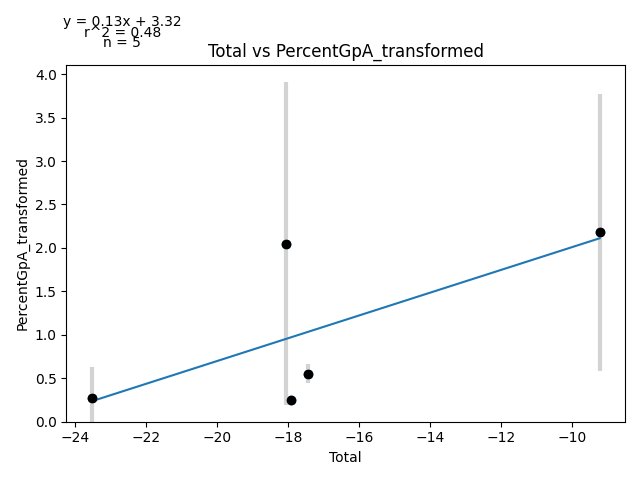 y = 0.13x + 3.32
r^2 = 0.48
n = 5
Total vs PercentGpA_transformed
4.0
3.5
3.0
2.5
2.0
1.5
1.0
0.5
0.0
PercentGpA_transformed
−24 −22 −20 −18 −16 −14 −12 −10
Total